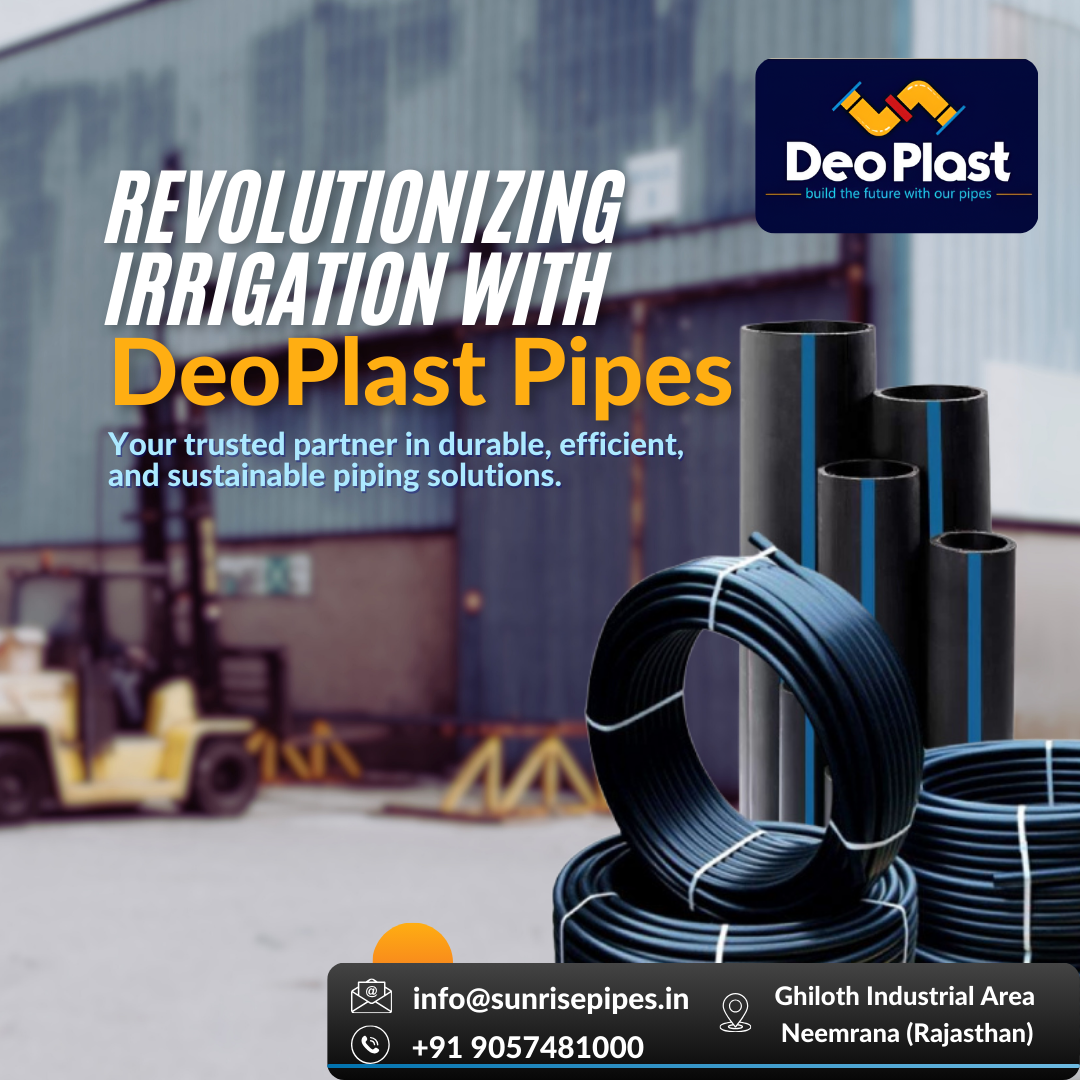 DeoPlast
build the future with our pipes
REVOLUTIONIZING
IRRIGATION WITH
DeoPlast Pipes
Your trusted partner in durable, efficient,
and sustainable piping solutions.
@
info@sunrisepipes.in
+91 9057481000
Ghiloth Industrial Area
Neemrana (Rajasthan)